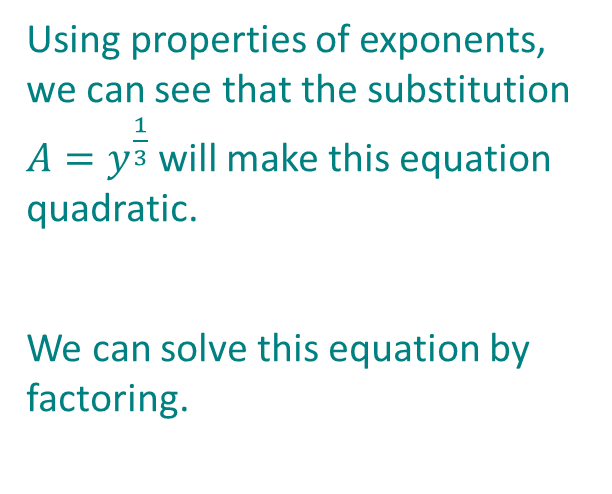 Using properties of exponents,
we can see that the substitution
A = y^{1/3} will make this equation
quadratic.
We can solve this equation by
factoring.